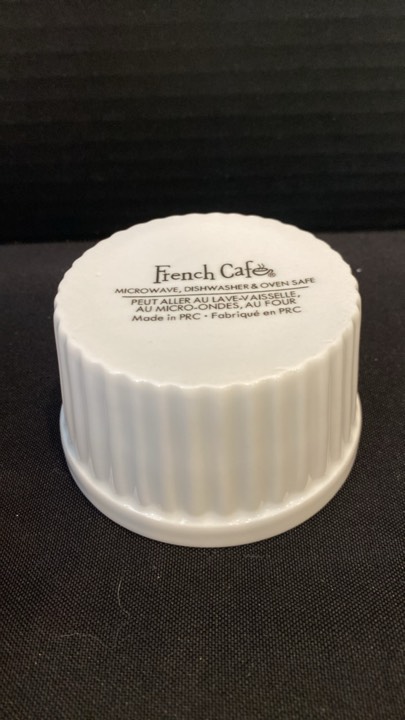 French Café
MICROWAVE, DISHWASHER & OVEN SAFE
PEUT ALLER AU LAVE-VAISSELLE,
AU MICRO-ONDES, AU FOUR
Made in PRC • Fabriqué en PRC